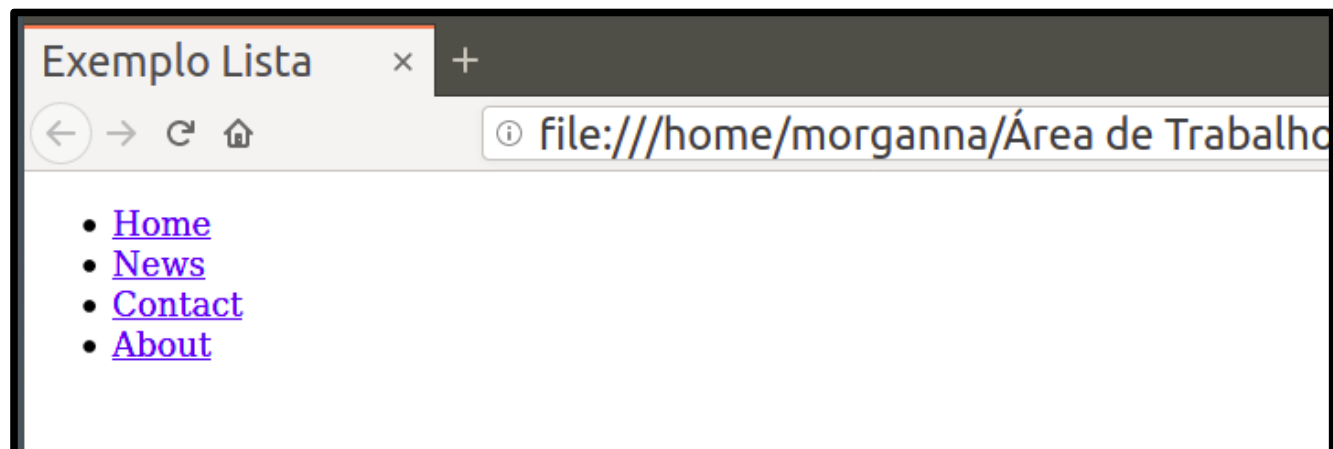 Exemplo Lista
file:///home/morganna/Área de Trabalho
Home
News
Contact
About